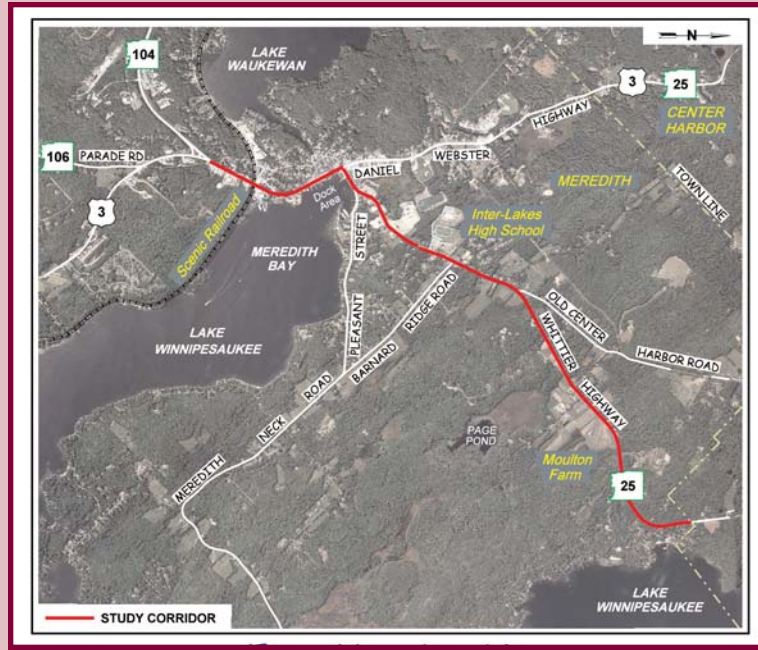 N
104
LAKE
WAUKEWAN
3
25
CENTER
HARBOR
HIGHWAY
106
PARADE RD
WEBSTER
DANIEL
MEREDITH
TOWN LINE
3
Dock
Area
Scenic Railroad
STREET
PLEASANT
Inter-Lakes
High School
MEREDITH
BAY
LAKE
WINNIPESAUKEE
RIDGE ROAD
BARNARD
OLD CENTER
HARBOR ROAD
WHITTIER
HIGHWAY
MEREDITH
NECK
ROAD
PAGE
POND
Moulton
Farm
25
LAKE
WINNIPESAUKEE
STUDY CORRIDOR